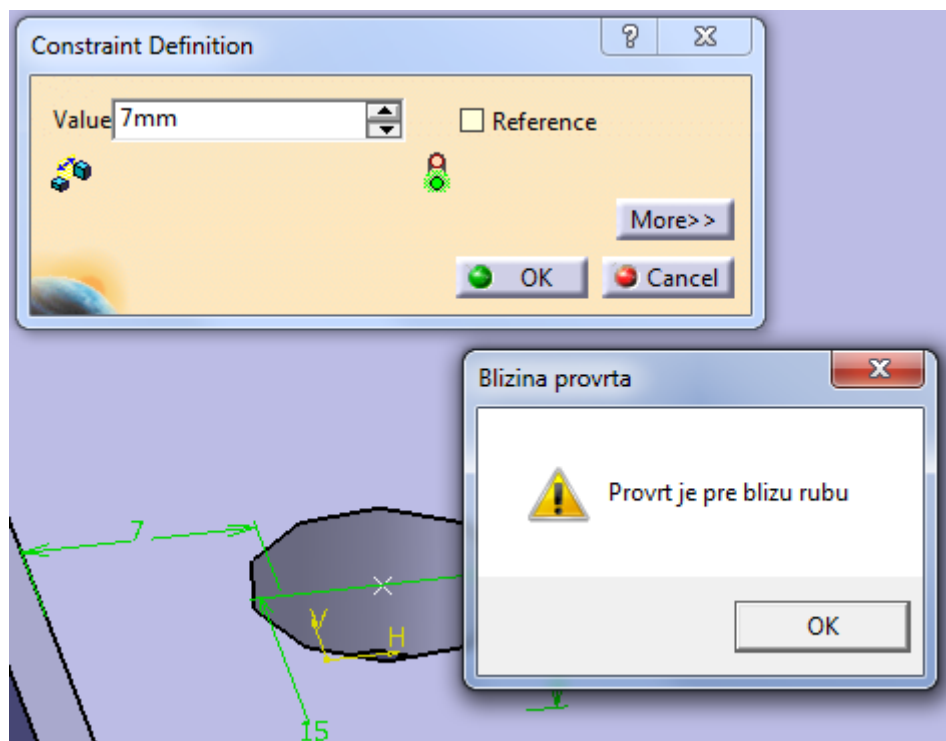 Constraint Definition
Value 7mm
Reference
More>>
OK
Cancel
Blizina provrta
Provrt je pre blizu rubu
OK
7
V
H
15